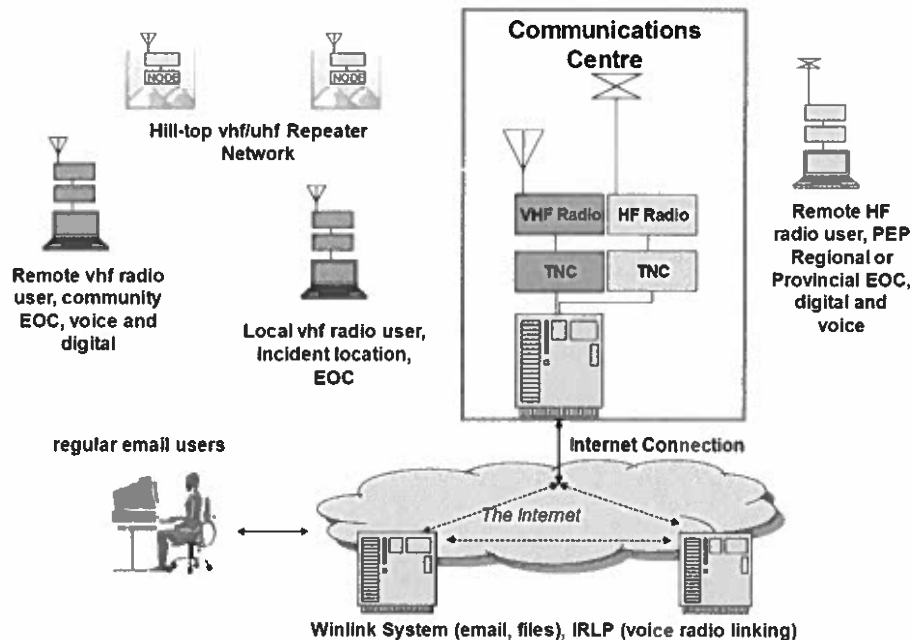 Communications
Centre
NODE
NODE
Hill-top vhf/uhf Repeater
Network
VHF Radio
HF Radio
TNC
TNC
Remote vhf radio
user, community
EOC, voice and
digital
Local vhf radio user,
Incident location,
EOC
Remote HF
radio user, PEP
Regional or
Provincial EOC,
digital and
voice
regular email users
Internet Connection
The Internet
Winlink System (email, files), IRLP (voice radio linking)